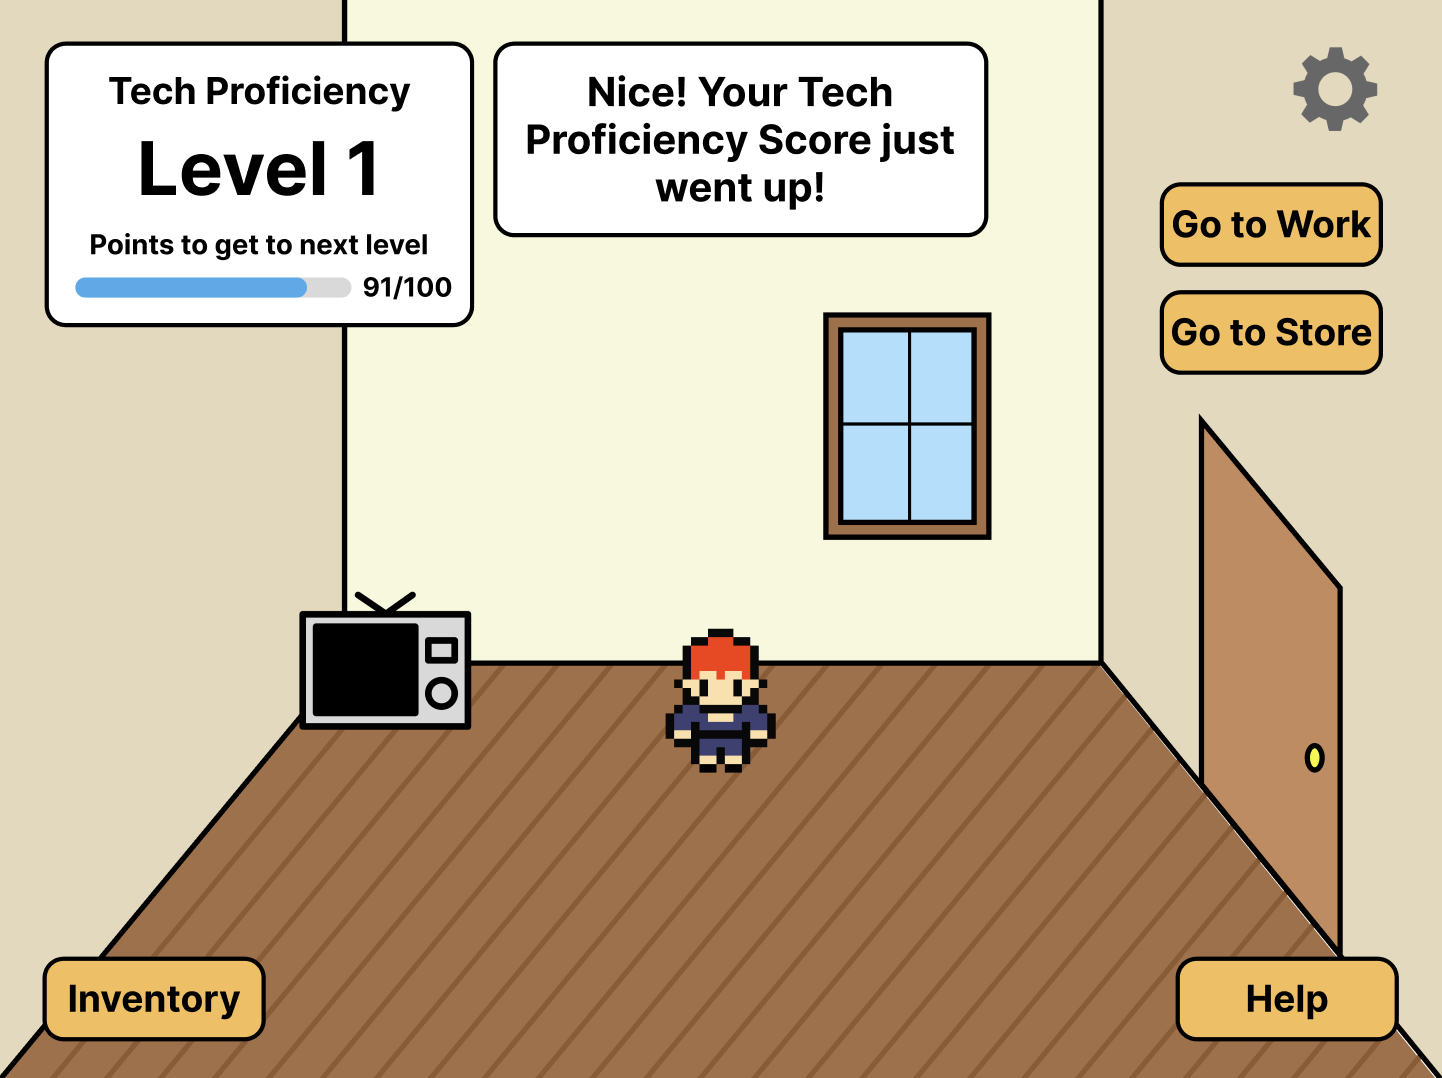 Tech Proficiency
Level 1
Points to get to next level
91/100
Nice! Your Tech
Proficiency Score just
went up!
Go to Work
Go to Store
Inventory
Help